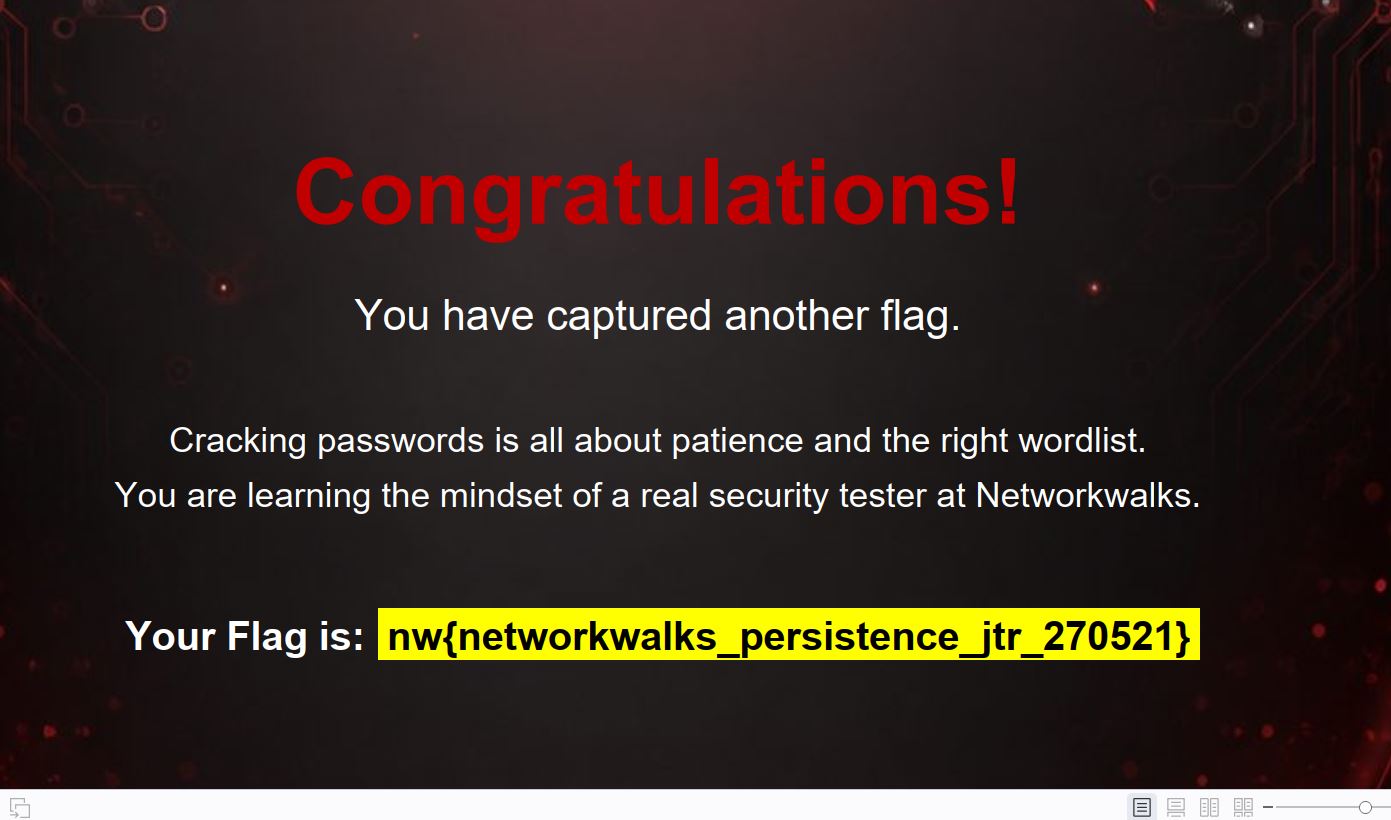 Congratulations!
You have captured another flag.
Cracking passwords is all about patience and the right wordlist.
You are learning the mindset of a real security tester at Networkwalks.
Your Flag is: nw{networkwalks_persistence_jtr_270521}